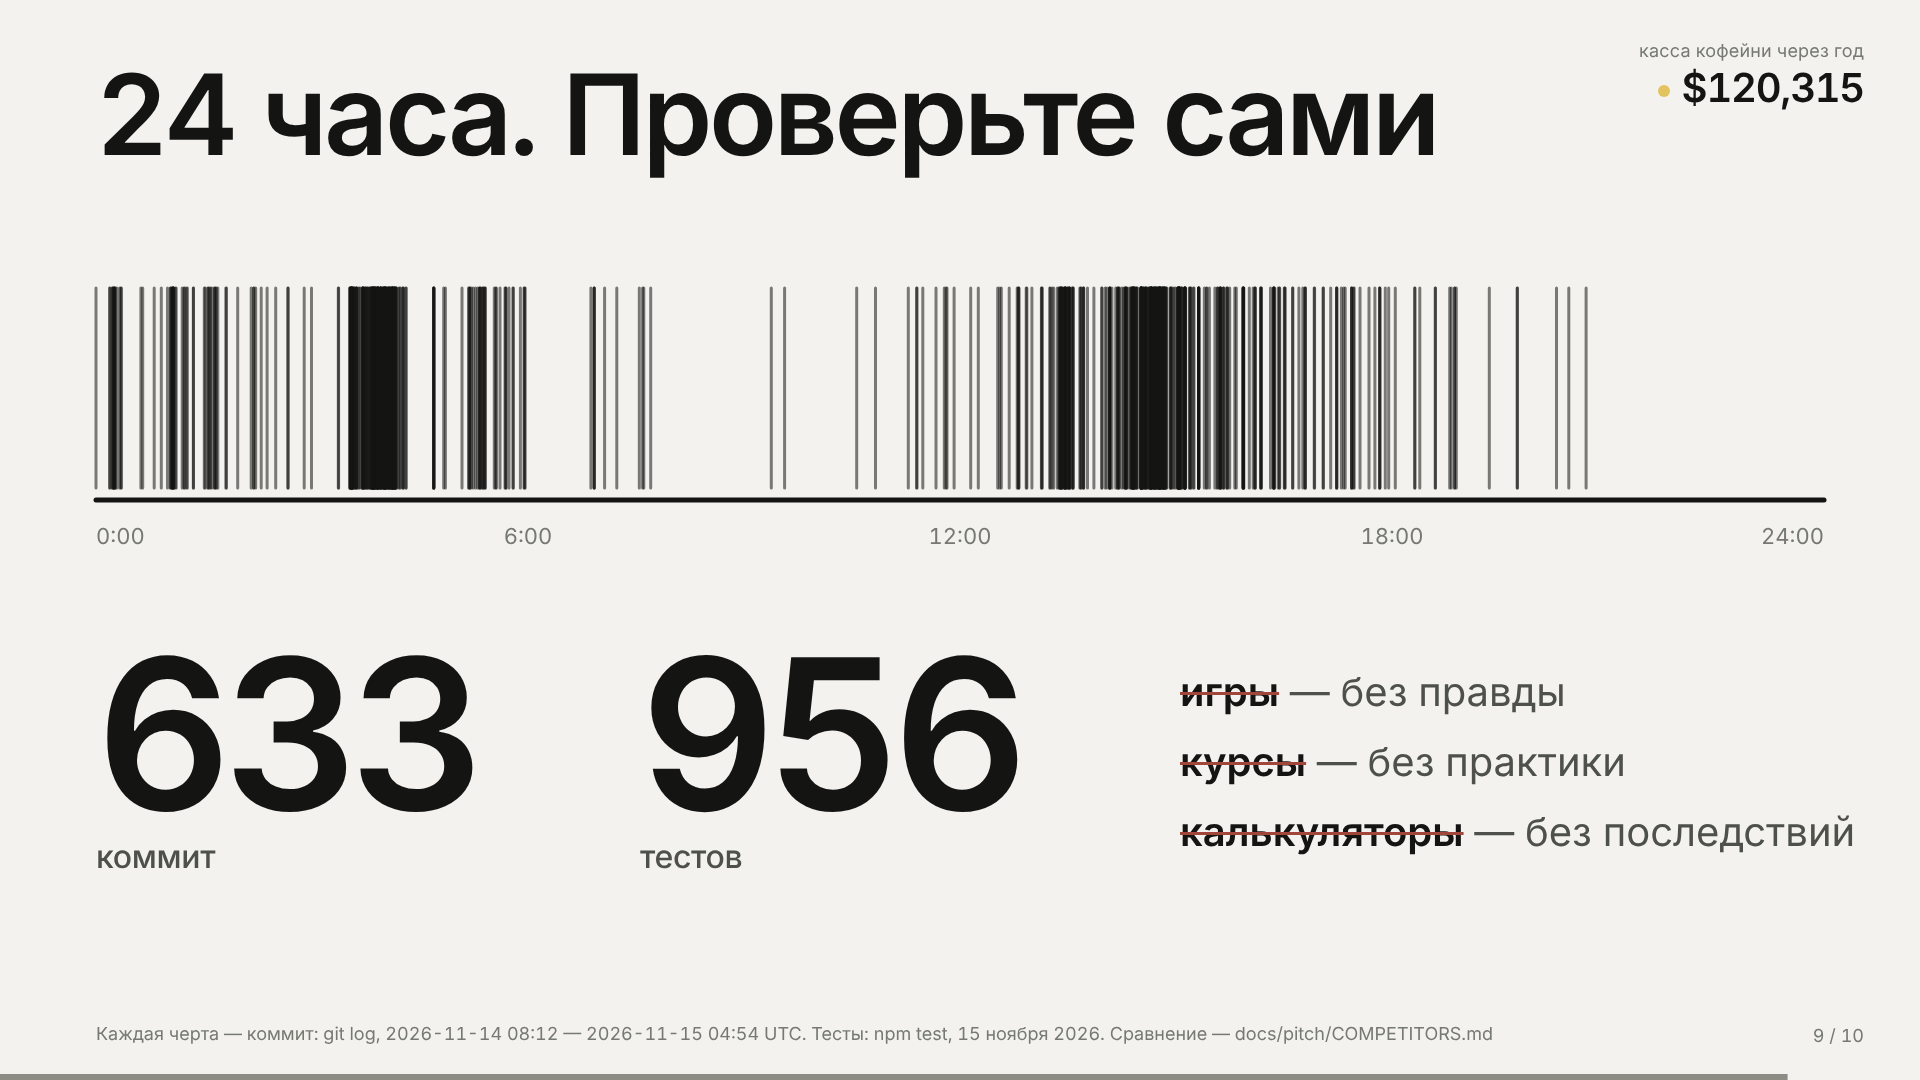 касса кофейни через год
24 часа. Проверьте сами
$120,315
0:00 6:00 12:00 18:00 24:00
633 956
игры — без правды
курсы — без практики
калькуляторы — без последствий
коммит тестов
Каждая черта — коммит: git log, 2026-11-14 08:12 — 2026-11-15 04:54 UTC. Тесты: npm test, 15 ноября 2026. Сравнение — docs/pitch/COMPETITORS.md
9 / 10